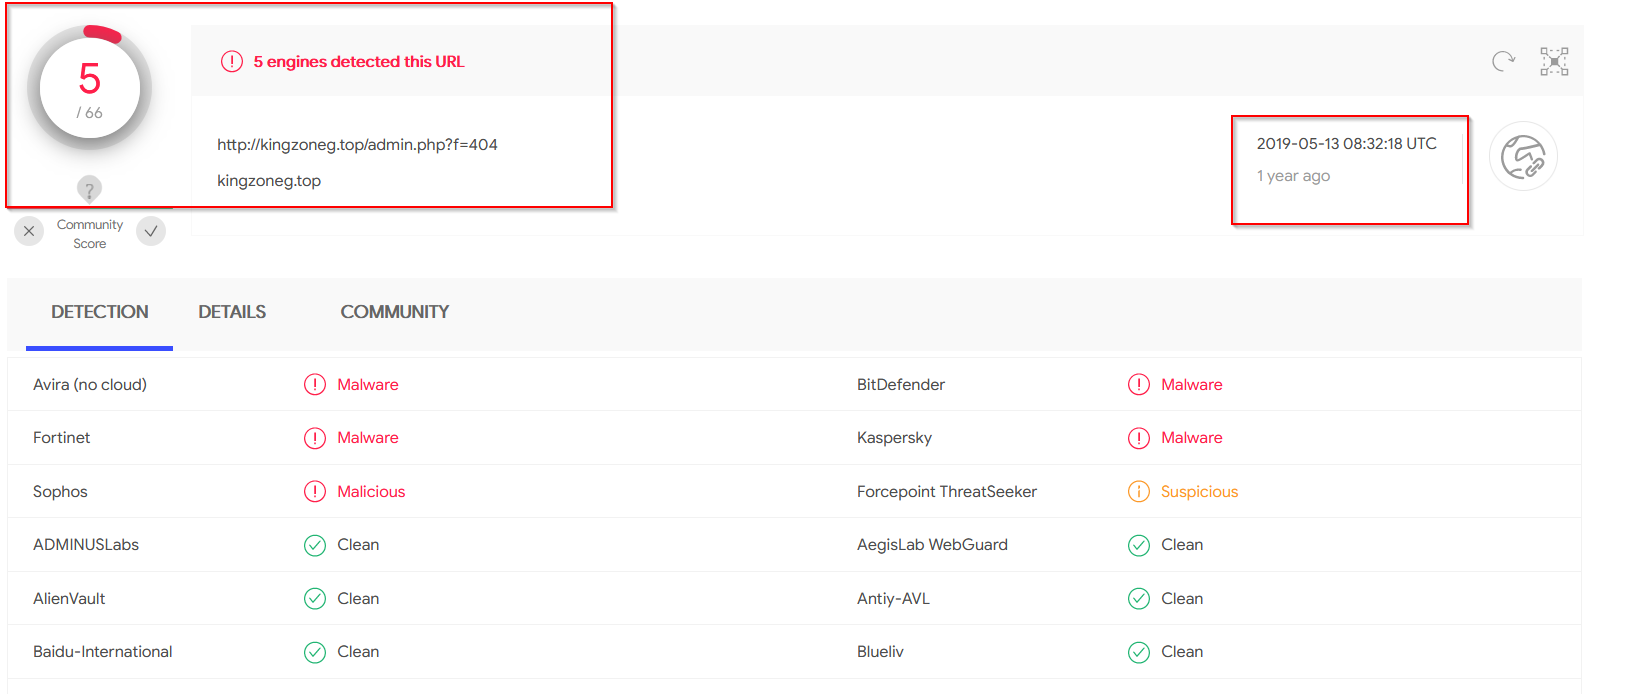 5
/ 66
?
Community
Score
5 engines detected this URL
http://kingzoneg.top/admin.php?f=404
kingzoneg.top
2019-05-13 08:32:18 UTC
1 year ago
DETECTION DETAILS COMMUNITY
Avira (no cloud) Malware BitDefender Malware
Fortinet Malware Kaspersky Malware
Sophos Malicious Forcepoint ThreatSeeker Suspicious
ADMINUSLabs Clean AegisLab WebGuard Clean
AlienVault Clean Antiy-AVL Clean
Baidu-International Clean Blueliv Clean